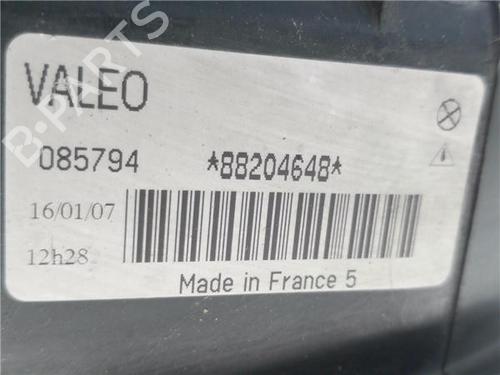 B-PARTS
VALEO
085794 *88204648*
16/01/07
12h28
Made in France 5